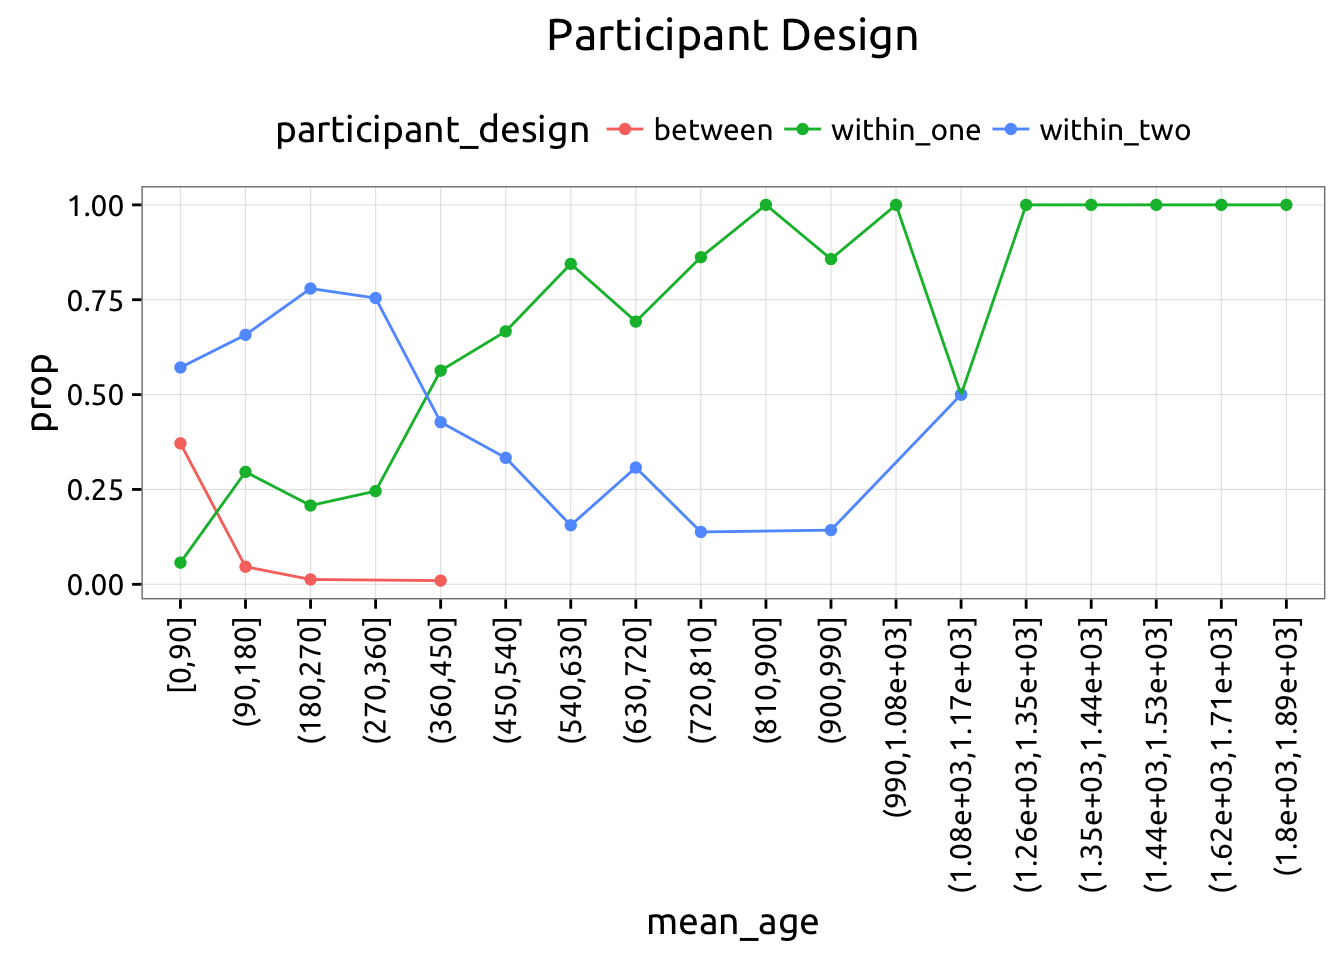 Participant Design
participant_design between within_one within_two
prop
1.00
0.75
0.50
0.25
0.00
[0,90]
(90,180]
(180,270]
(270,360]
(360,450]
(450,540]
(540,630]
(630,720]
(720,810]
(810,900]
(900,990]
(990,1.08e+03]
(1.08e+03,1.17e+03]
(1.26e+03,1.35e+03]
(1.35e+03,1.44e+03]
(1.44e+03,1.53e+03]
(1.62e+03,1.71e+03]
(1.8e+03,1.89e+03]
mean_age